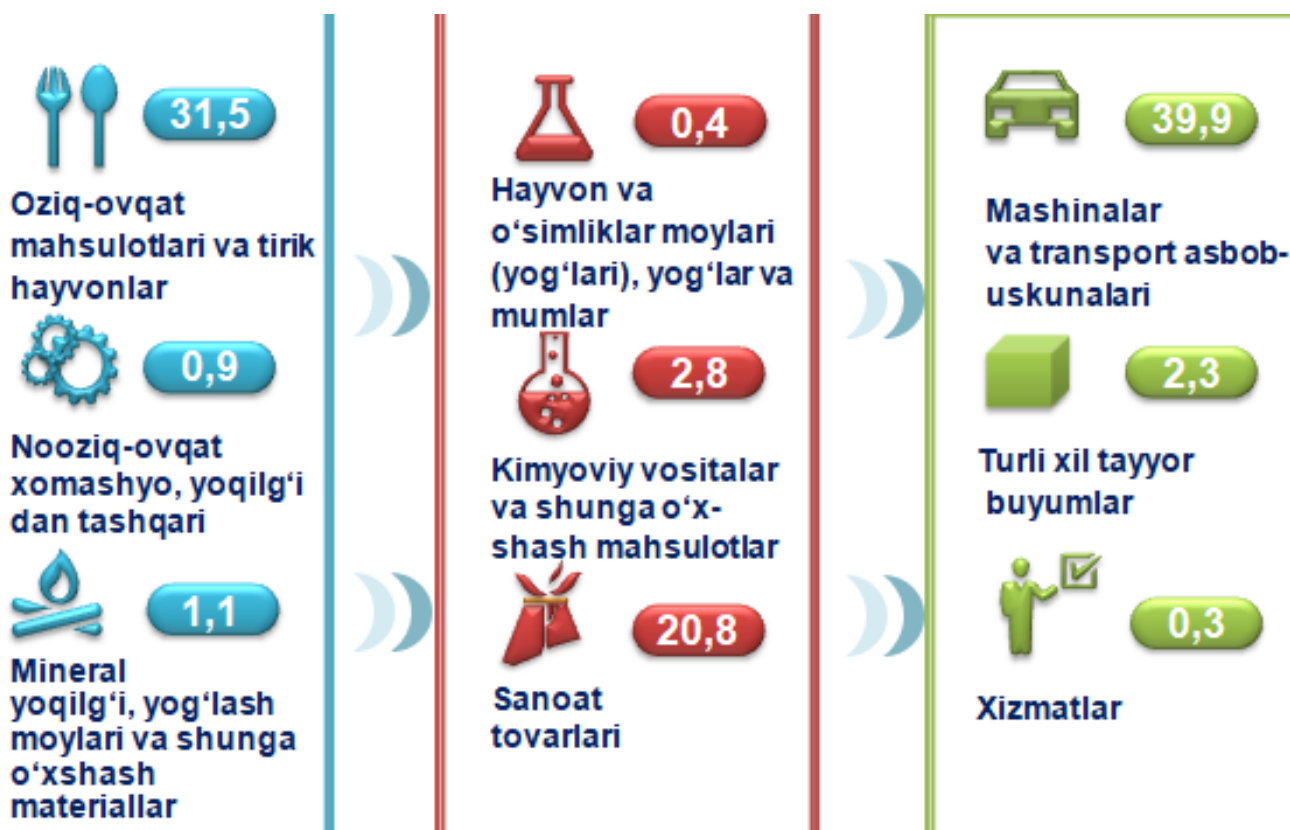 31,5
Oziq-ovqat
mahsulotlari va tirik
hayvonlar
0,9
Nooziq-ovqat
xomashyo, yoqilg‘i
dan tashqari
1,1
Mineral
yoqilg‘i, yog‘lash
moylari va shunga
o‘xshash
materiallar
0,4
Hayvon va
o‘simliklar moylari
(yog‘lari), yog‘lar va
mumlar
2,8
Kimyoviy vositalar
va shunga o‘x-
shash mahsulotlar
20,8
Sanoat
tovarlari
39,9
Mashinalar
va transport asbob-
uskunalari
2,3
Turli xil tayyor
buyumlar
0,3
Xizmatlar